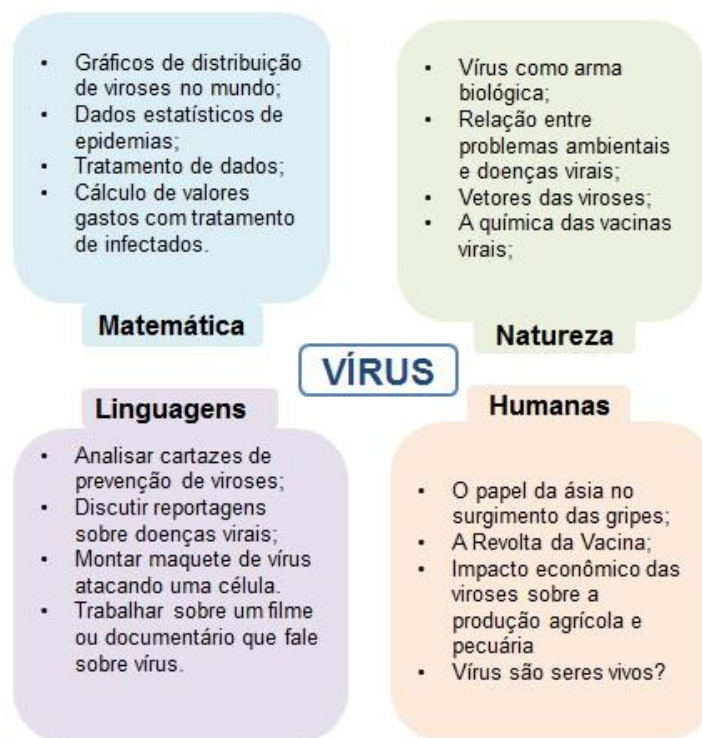 • Gráficos de distribuição
de viroses no mundo;
• Dados estatísticos de
epidemias;
• Tratamento de dados;
• Cálculo de valores
gastos com tratamento
de infectados.
Matemática
• Vírus como arma
biológica;
• Relação entre
problemas ambientais
e doenças virais;
• Vetores das viroses;
• A química das vacinas
virais;
Natureza
VÍRUS
Linguagens
• Analisar cartazes de
prevenção de viroses;
• Discutir reportagens
sobre doenças virais;
• Montar maquete de vírus
atacando uma célula.
• Trabalhar sobre um filme
ou documentário que fale
sobre vírus.
Humanas
• O papel da ásia no
surgimento das gripes;
• A Revolta da Vacina;
• Impacto econômico das
viroses sobre a
produção agrícola e
pecuária
• Vírus são seres vivos?